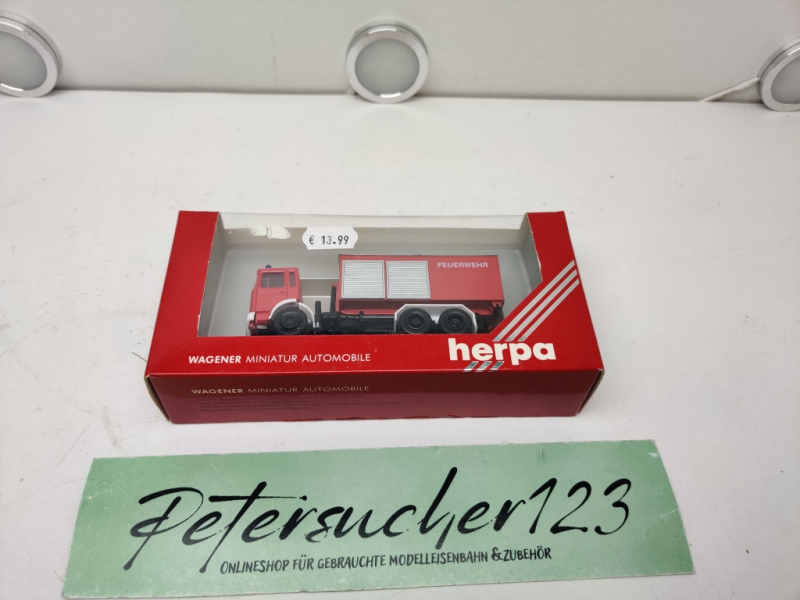 € 13.99
FEUERWEHR
WAGENER MINIATUR AUTOMOBILE
herpa
WAGENER MINIATUR AUTOMOBILE
Petersucher123
ONLINESHOP FÜR GEBRAUCHTE MODELLEISENBAHN & ZUBEHÖR